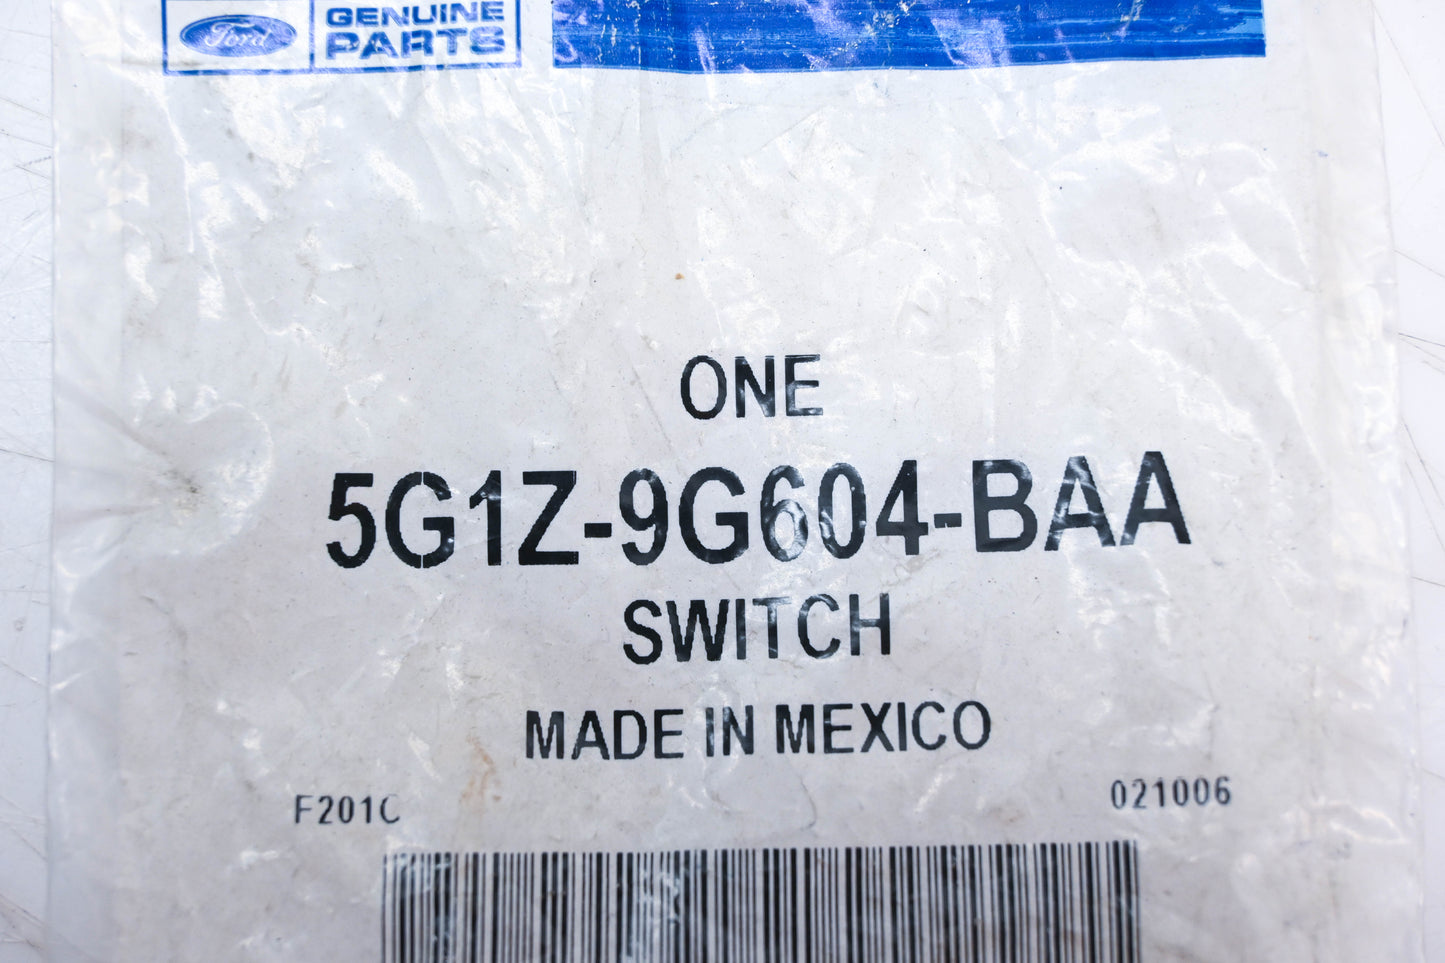 Ford
GENUINE
PARTS
ONE
5G1Z-9G604-BAA
SWITCH
MADE IN MEXICO
F201C 021006